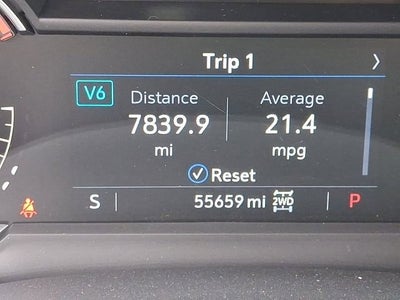 Trip 1 >
V6 Distance Average
7839.9 21.4
mi mpg
Reset
S 55659 mi 2WD P